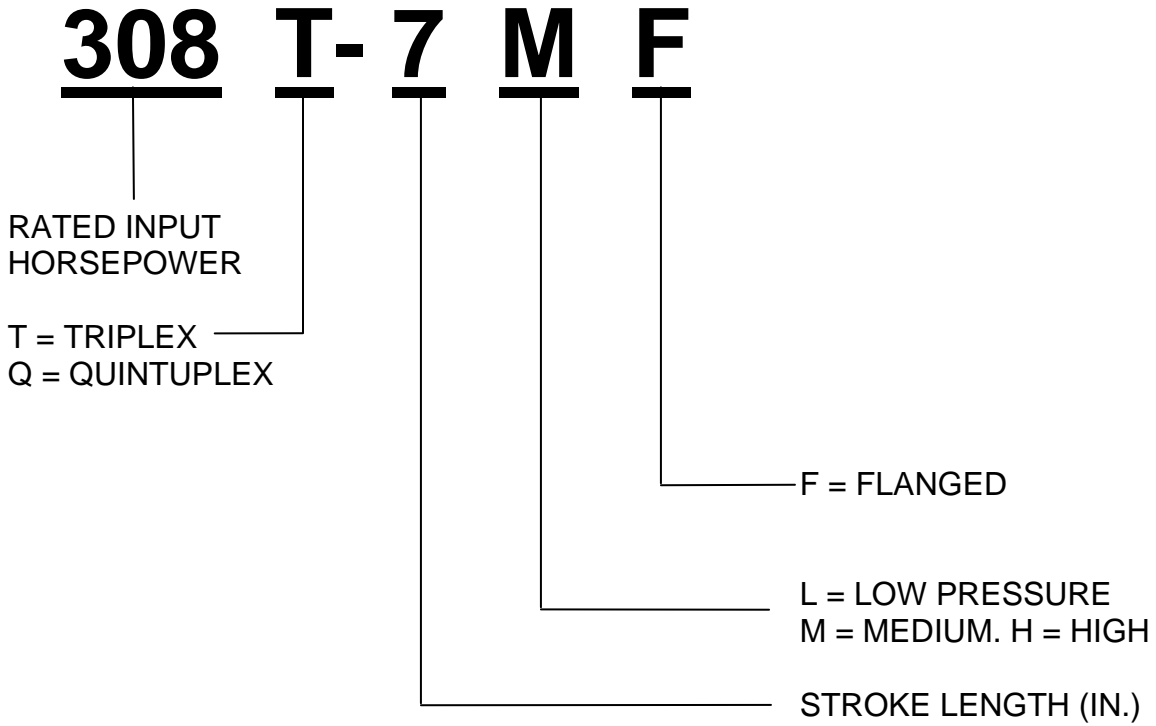 308 T- 7 M F
RATED INPUT
HORSEPOWER
T = TRIPLEX
Q = QUINTUPLEX
F = FLANGED
L = LOW PRESSURE
M = MEDIUM. H = HIGH
STROKE LENGTH (IN.)